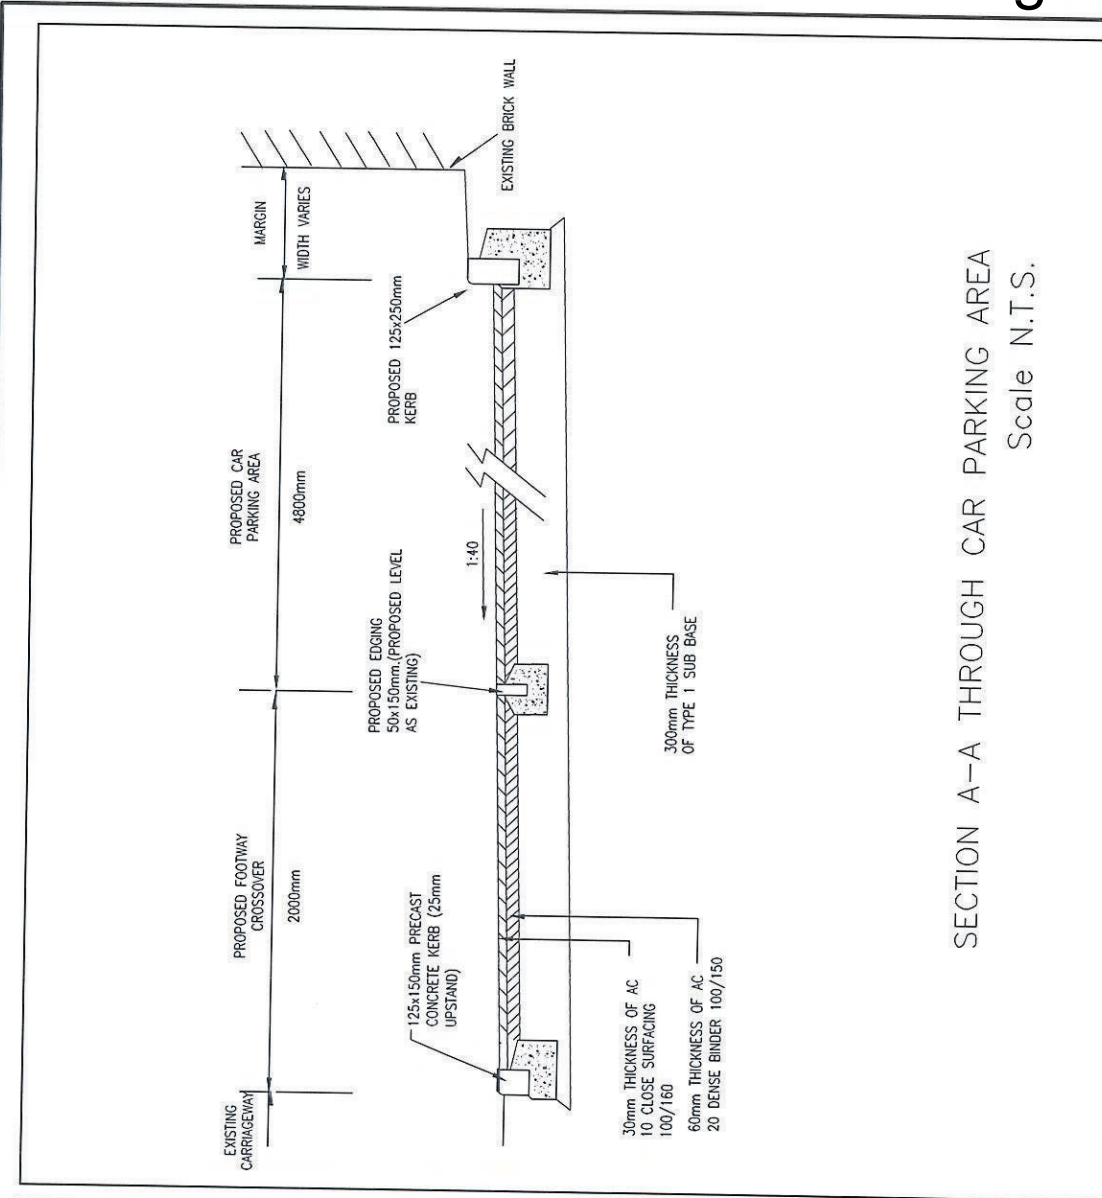 EXISTING
CARRIAGEWAY
PROPOSED FOOTWAY
CROSSOVER
2000mm
PROPOSED CAR
PARKING AREA
4800mm
MARGIN
WIDTH VARIES
125x150mm PRECAST
CONCRETE KERB (25mm
UPSTAND)
PROPOSED EDGING
50x150mm.(PROPOSED LEVEL
AS EXISTING)
1:40
PROPOSED 125x250mm
KERB
EXISTING BRICK WALL
30mm THICKNESS OF AC
10 CLOSE SURFACING
100/160
60mm THICKNESS OF AC
20 DENSE BINDER 100/150
300mm THICKNESS
OF TYPE 1 SUB BASE
SECTION A-A THROUGH CAR PARKING AREA
Scale N.T.S.